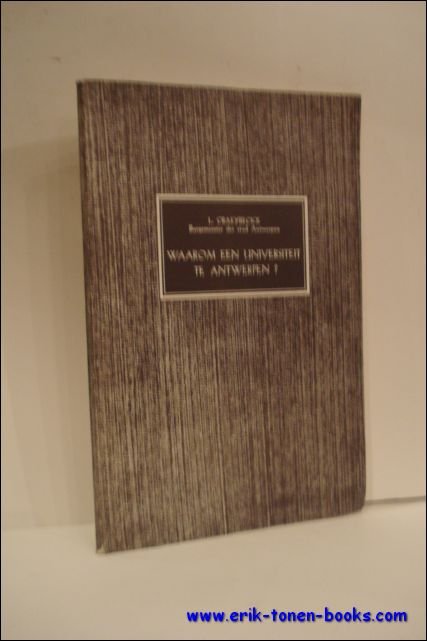 L. CRAEYBECKX
Burgemeester der stad Antwerpen
WAAROM EEN UNIVERSITEIT
TE ANTWERPEN ?
www.erik-tonen-books.com